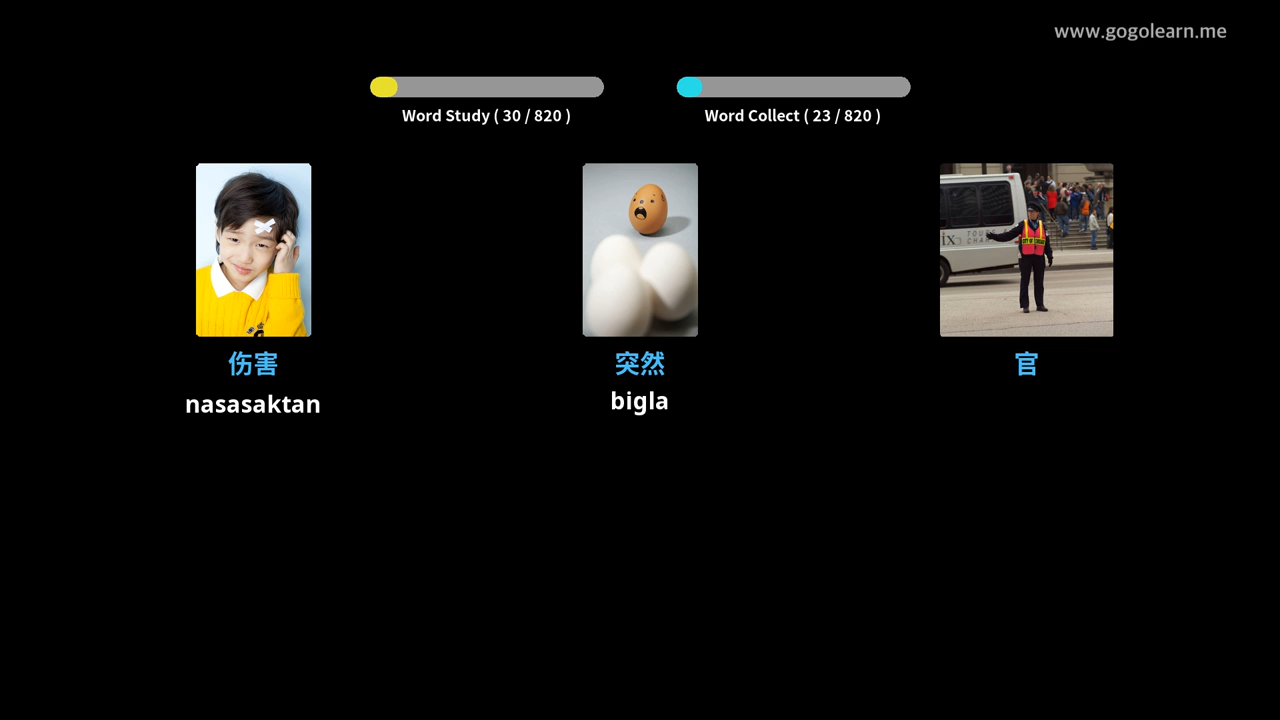 www.gogolearn.me
Word Study ( 30 / 820 )
Word Collect ( 23 / 820 )
伤害
突然
官
nasasaktan
bigla